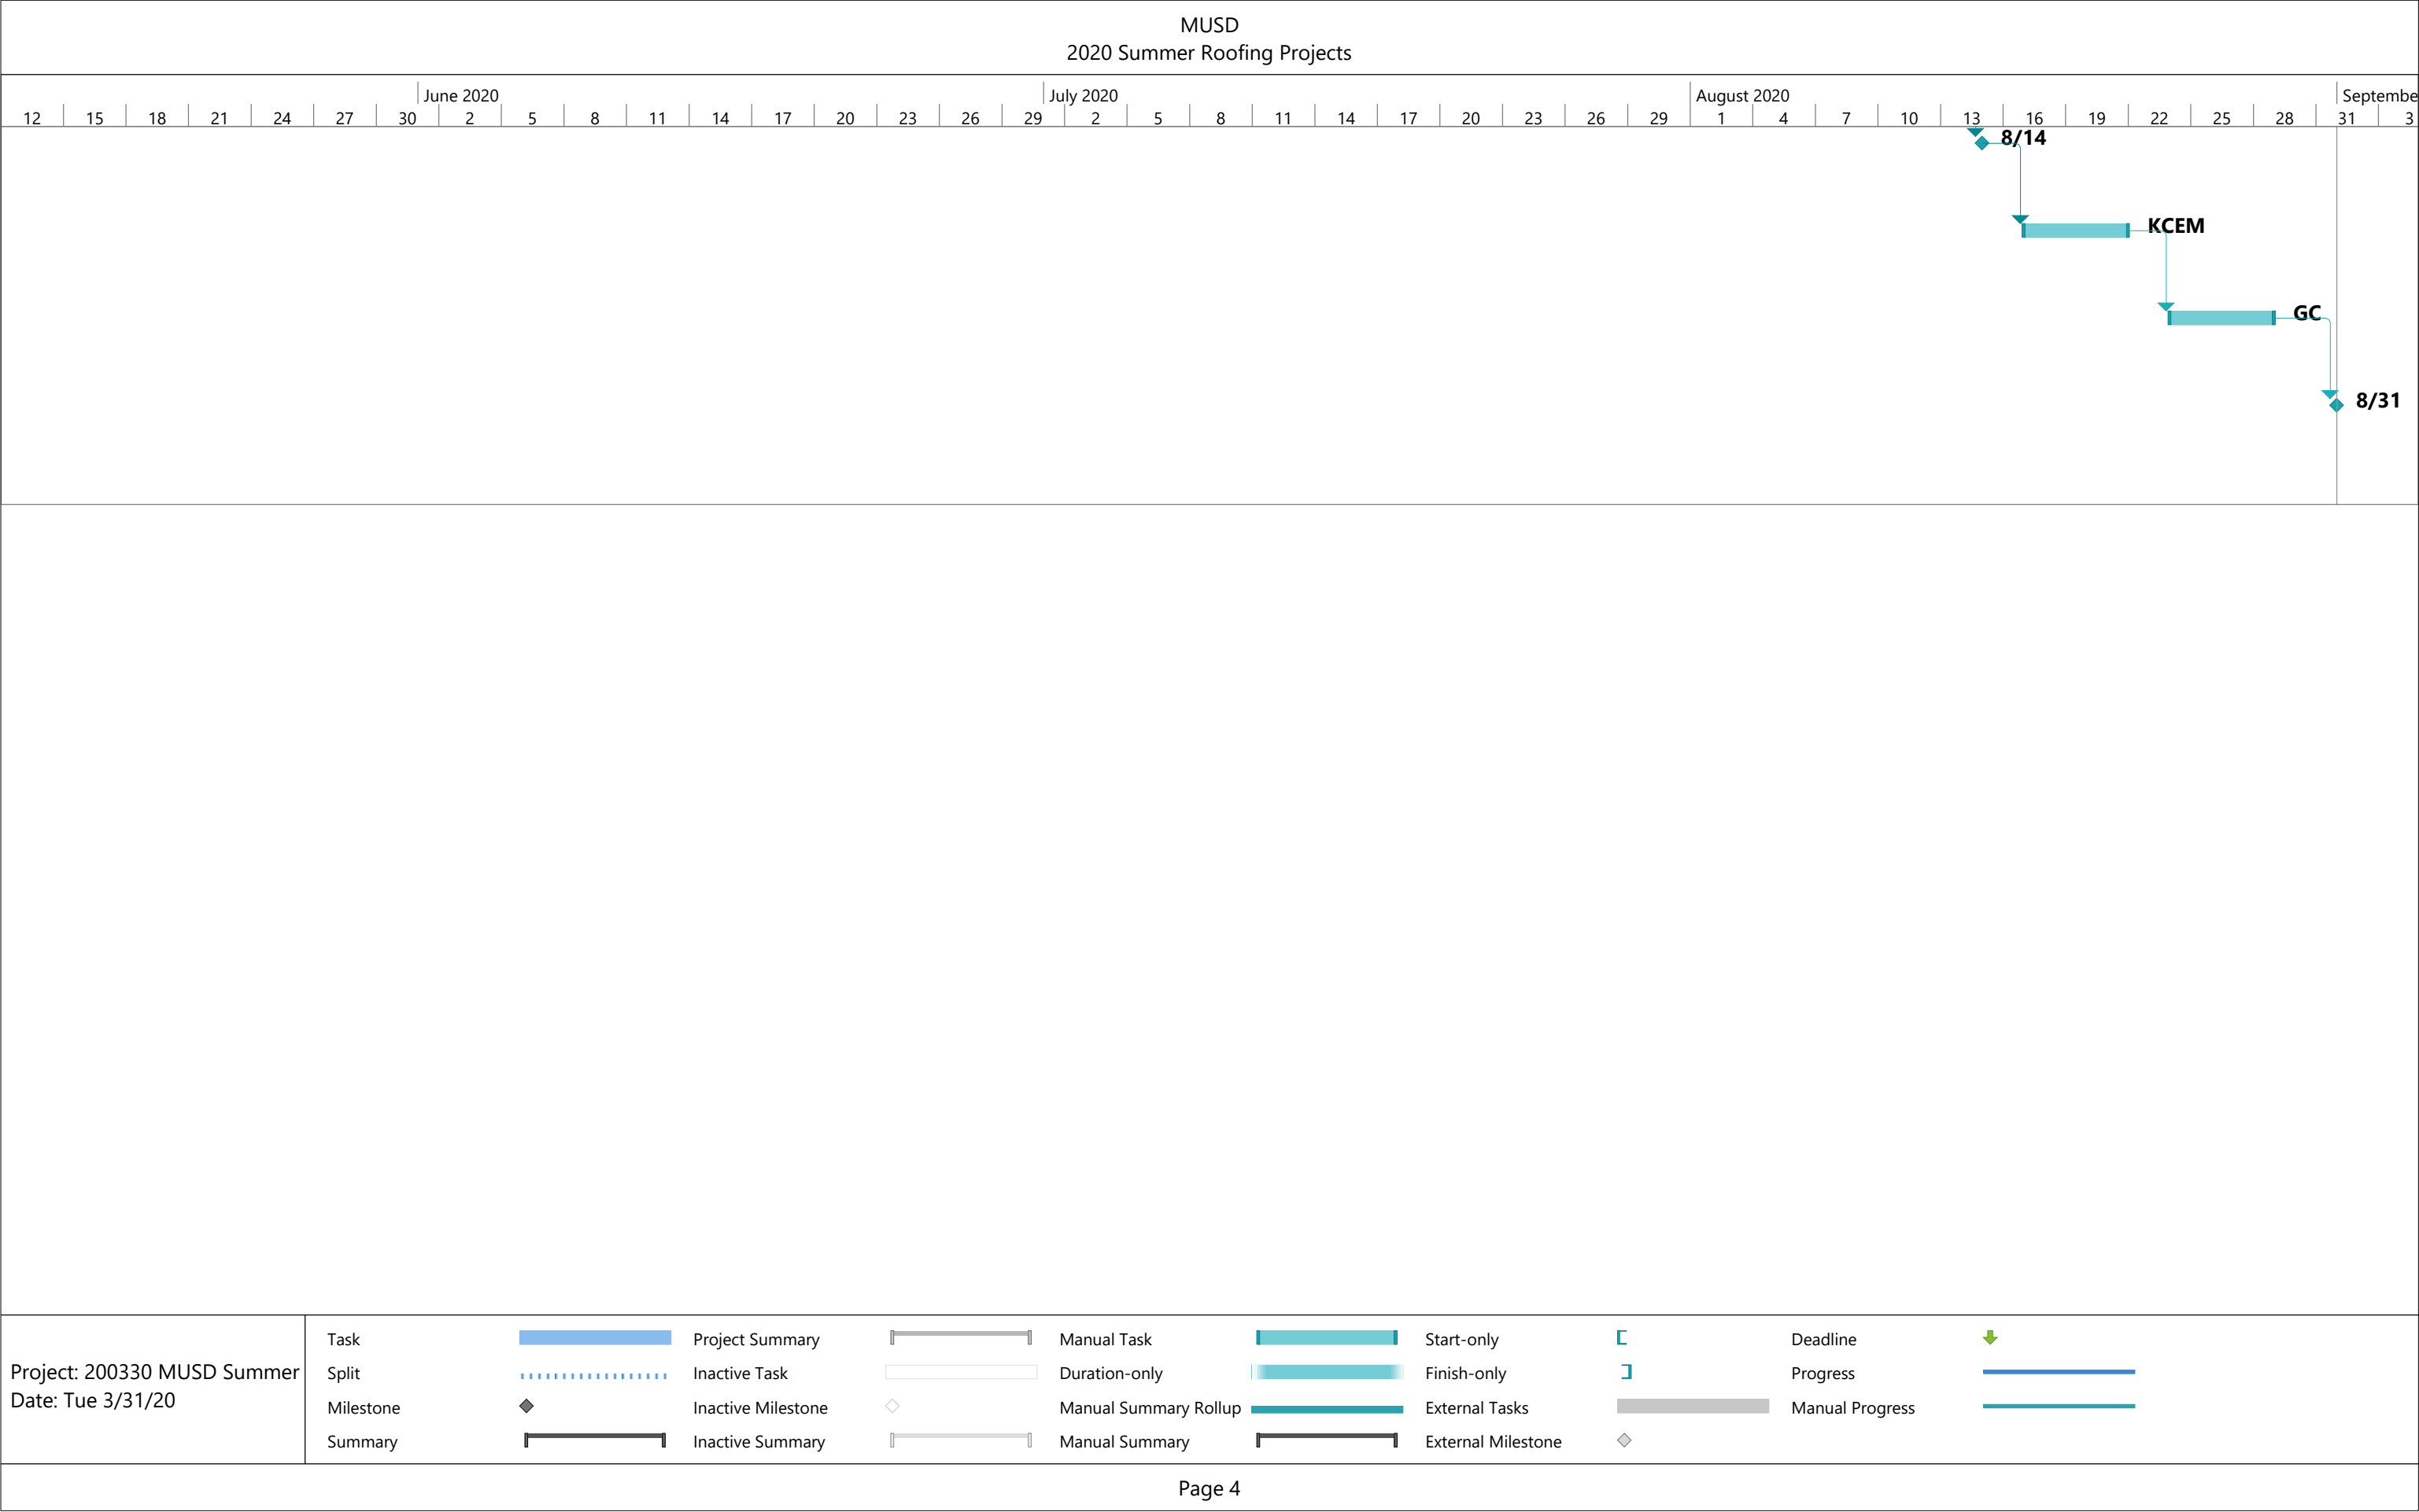 MUSD
2020 Summer Roofing Projects
June 2020 July 2020 August 2020 Septembe
12 15 18 21 24 27 30 2 5 8 11 14 17 20 23 26 29 2 5 8 11 14 17 20 23 26 29 1 4 7 10 13 16 19 22 25 28 31 3
8/14
KCEM
GC
8/31
Project: 200330 MUSD Summer
Date: Tue 3/31/20
Task
Split
Milestone
Summary
Project Summary
Inactive Task
Inactive Milestone
Inactive Summary
Manual Task
Duration-only
Manual Summary Rollup
Manual Summary
Start-only
Finish-only
External Tasks
External Milestone
Deadline
Progress
Manual Progress
Page 4